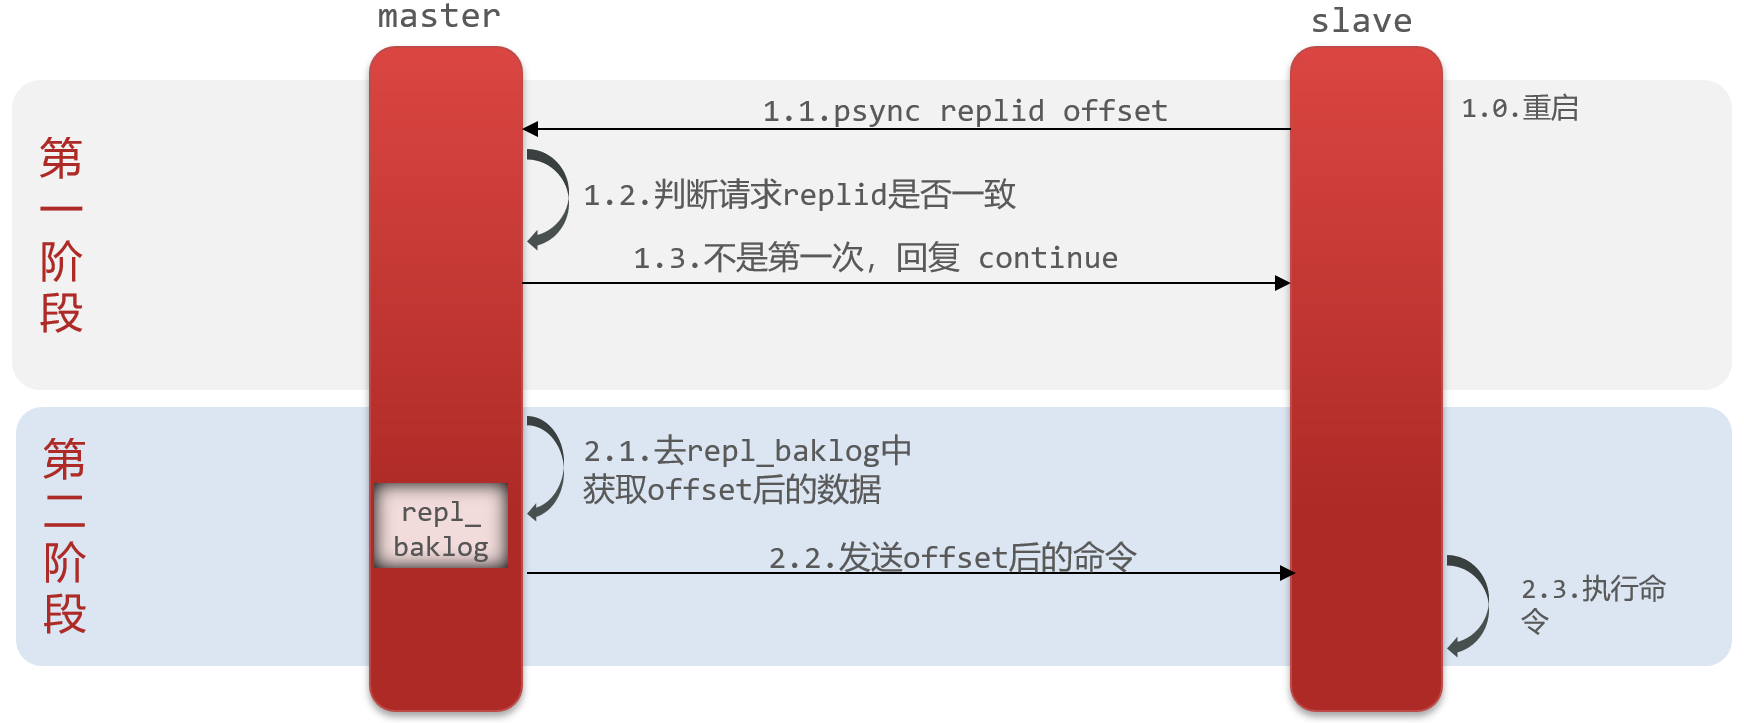 master
slave
第一阶段
1.0.重启
1.1.psync replid offset
1.2.判断请求replid是否一致
1.3.不是第一次，回复 continue
第二阶段
2.1.去repl_baklog中
获取offset后的数据
repl_
baklog
2.2.发送offset后的命令
2.3.执行命
令